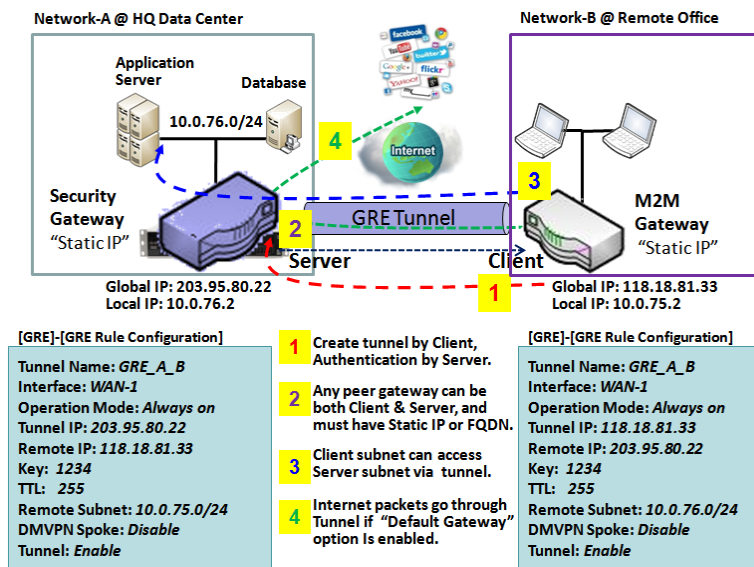 Network-A @ HQ Data Center
Network-B @ Remote Office
Application
Server
Database
10.0.76.0/24
facebook
YouTube
twitter
Google+
flickr
YAHOO!
my
4
Internet
3
Security
Gateway
"Static IP"
2
GRE Tunnel
M2M
Gateway
"Static IP"
Server
Client
1
Global IP: 203.95.80.22
Local IP: 10.0.76.2
Global IP: 118.18.81.33
Local IP: 10.0.75.2
[GRE]-[GRE Rule Configuration]
Tunnel Name: GRE_A_B
Interface: WAN-1
Operation Mode: Always on
Tunnel IP: 203.95.80.22
Remote IP: 118.18.81.33
Key: 1234
TTL: 255
Remote Subnet: 10.0.75.0/24
DMVPN Spoke: Disable
Tunnel: Enable
1
Create tunnel by Client,
Authentication by Server.
2
Any peer gateway can be
both Client & Server, and
must have Static IP or FQDN.
3
Client subnet can access
Server subnet via tunnel.
4
Internet packets go through
Tunnel if "Default Gateway"
option Is enabled.
[GRE]-[GRE Rule Configuration]
Tunnel Name: GRE_A_B
Interface: WAN-1
Operation Mode: Always on
Tunnel IP: 118.18.81.33
Remote IP: 203.95.80.22
Key: 1234
TTL: 255
Remote Subnet: 10.0.76.0/24
DMVPN Spoke: Disable
Tunnel: Enable